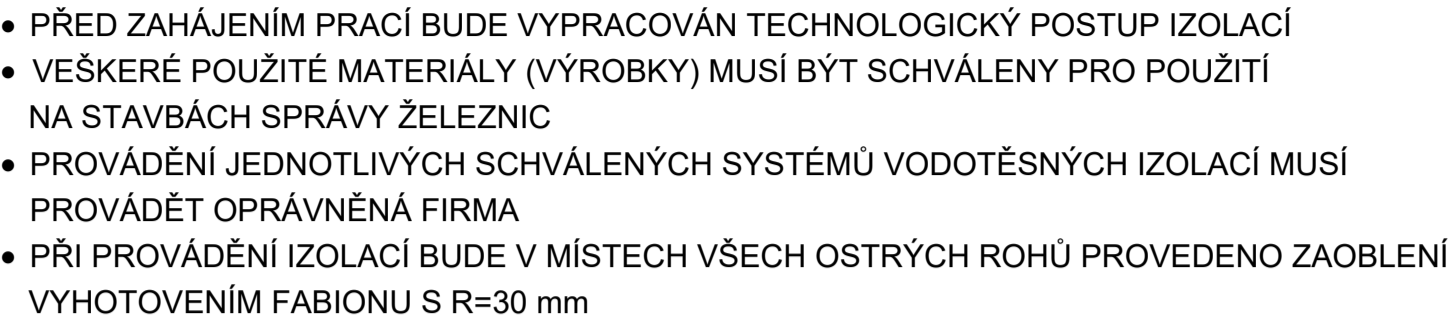 • PŘED ZAHÁJENÍM PRACÍ BUDE VYPRACOVÁN TECHNOLOGICKÝ POSTUP IZOLACÍ
• VEŠKERÉ POUŽITÉ MATERIÁLY (VÝROBKY) MUSÍ BÝT SCHVÁLENY PRO POUŽITÍ
NA STAVBÁCH SPRÁVY ŽELEZNIC
• PROVÁDĚNÍ JEDNOTLIVÝCH SCHVÁLENÝCH SYSTÉMŮ VODOTĚSNÝCH IZOLACÍ MUSÍ
PROVÁDĚT OPRÁVNĚNÁ FIRMA
• PŘI PROVÁDĚNÍ IZOLACÍ BUDE V MÍSTECH VŠECH OSTRÝCH ROHŮ PROVEDENO ZAOBLENÍ
VYHOTOVENÍM FABIONU S R=30 mm